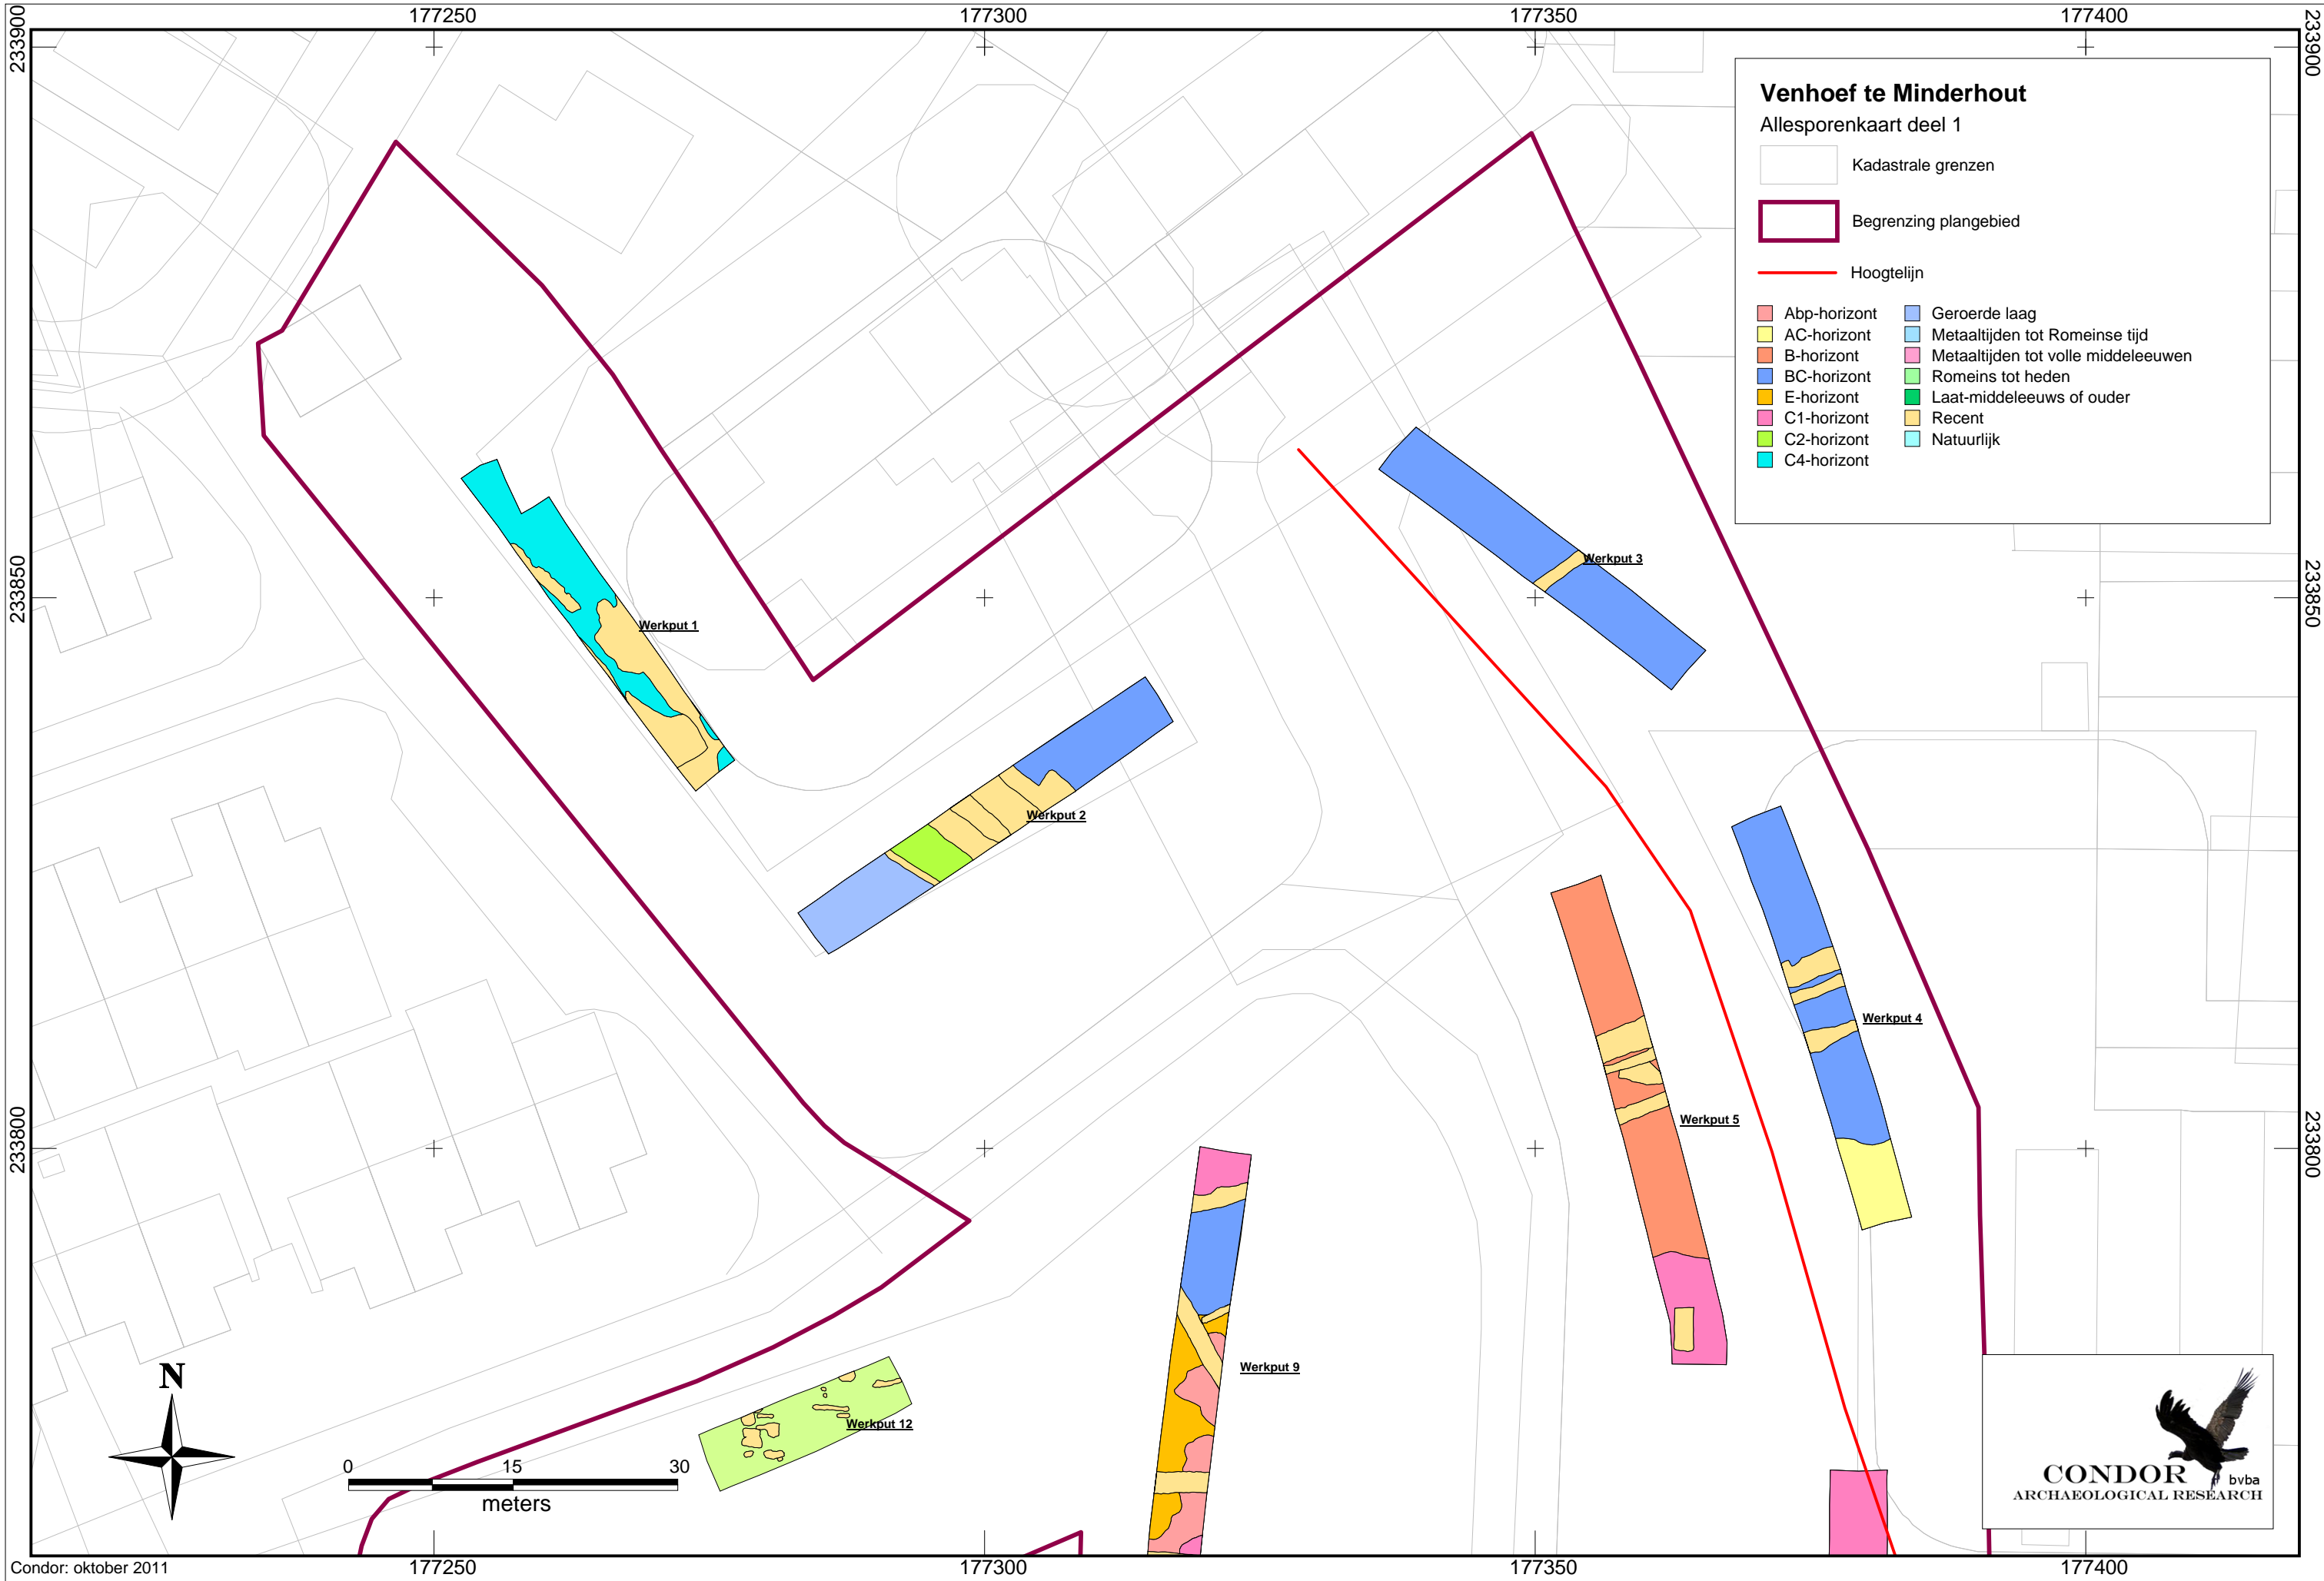 177250 177300 177350 177400
233900 233900
Venhoef te Minderhout
Allesporenkaart deel 1
Kadastrale grenzen
Begrenzing plangebied
Hoogtelijn
Abp-horizont Geroerde laag
AC-horizont Metaaltijden tot Romeinse tijd
B-horizont Metaaltijden tot volle middeleeuwen
BC-horizont Romeins tot heden
E-horizont Laat-middeleeuws of ouder
C1-horizont Recent
C2-horizont Natuurlijk
C4-horizont
Werkput 3
233850 233850
Werkput 1
Werkput 2
Werkput 4
Werkput 5
233800 233800
Werkput 9
N
Werkput 12
0 15 30
meters
CONDOR bvba
ARCHAEOLOGICAL RESEARCH
Condor: oktober 2011
177250 177300 177350 177400